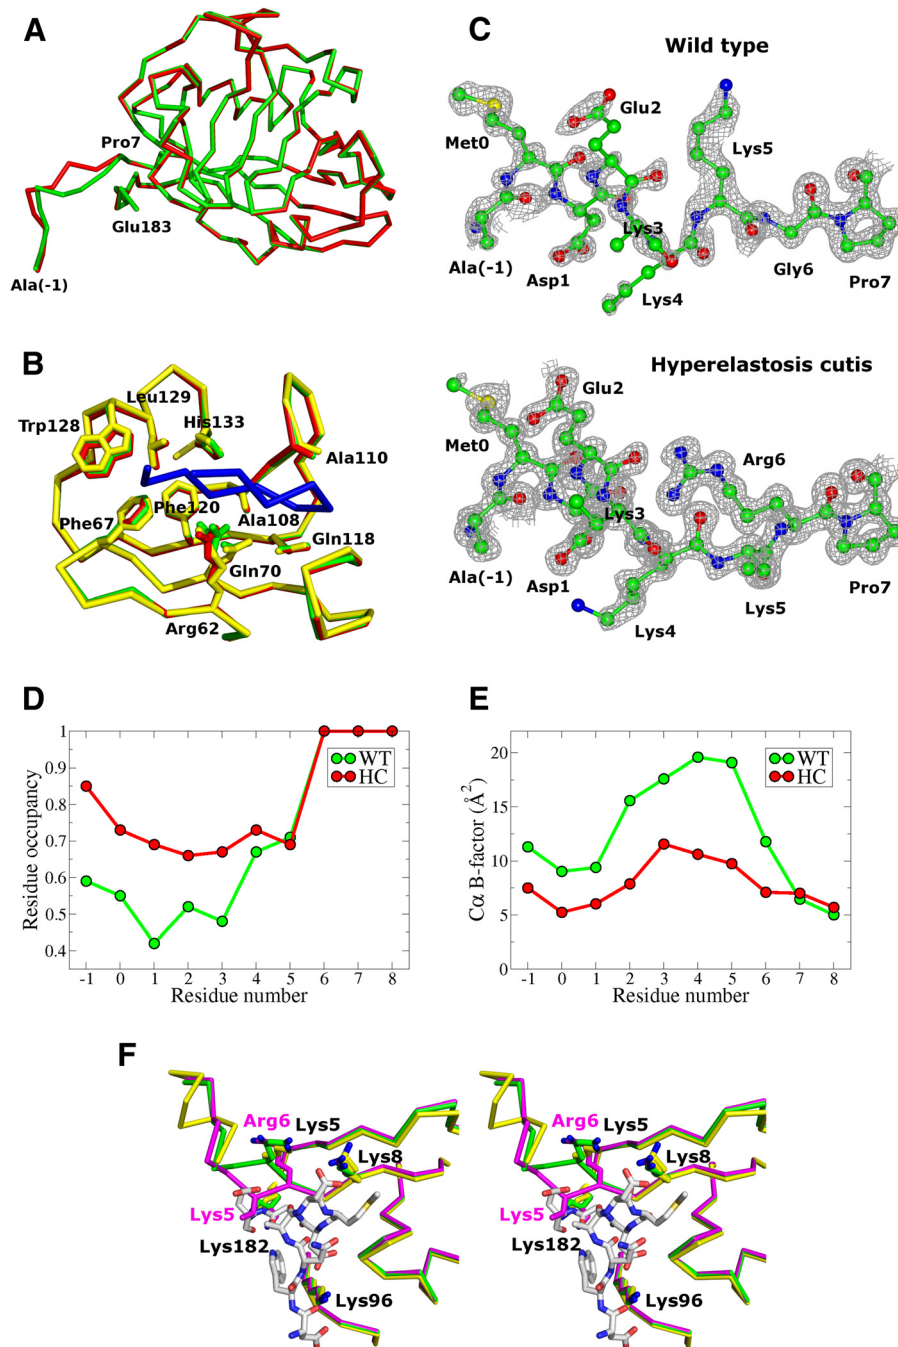 A
Pro7
Glu183
Ala(-1)
C
Wild type
Glu2
Met0
Lys5
Lys3
Ala(-1)
Asp1
Gly6
Lys4
Pro7
B
Leu129
Trp128
His133
Ala110
Phe120
Phe67
Ala108
Gln118
Gln70
Arg62
Hyperelastosis cutis
Glu2
Met0
Arg6
Lys3
Ala(-1)
Asp1
Lys5
Pro7
Lys4
D
Residue occupancy
1
0.9
0.8
0.7
0.6
0.5
0.4
WT
HC
-1 0 1 2 3 4 5 6 7 8
Residue number
E
Cα B-factor (Å²)
20
15
10
5
0
WT
HC
-1 0 1 2 3 4 5 6 7 8
Residue number
F
Arg6 Lys5
Lys8
Lys5
Lys182
Lys96
Arg6 Lys5
Lys8
Lys5
Lys182
Lys96